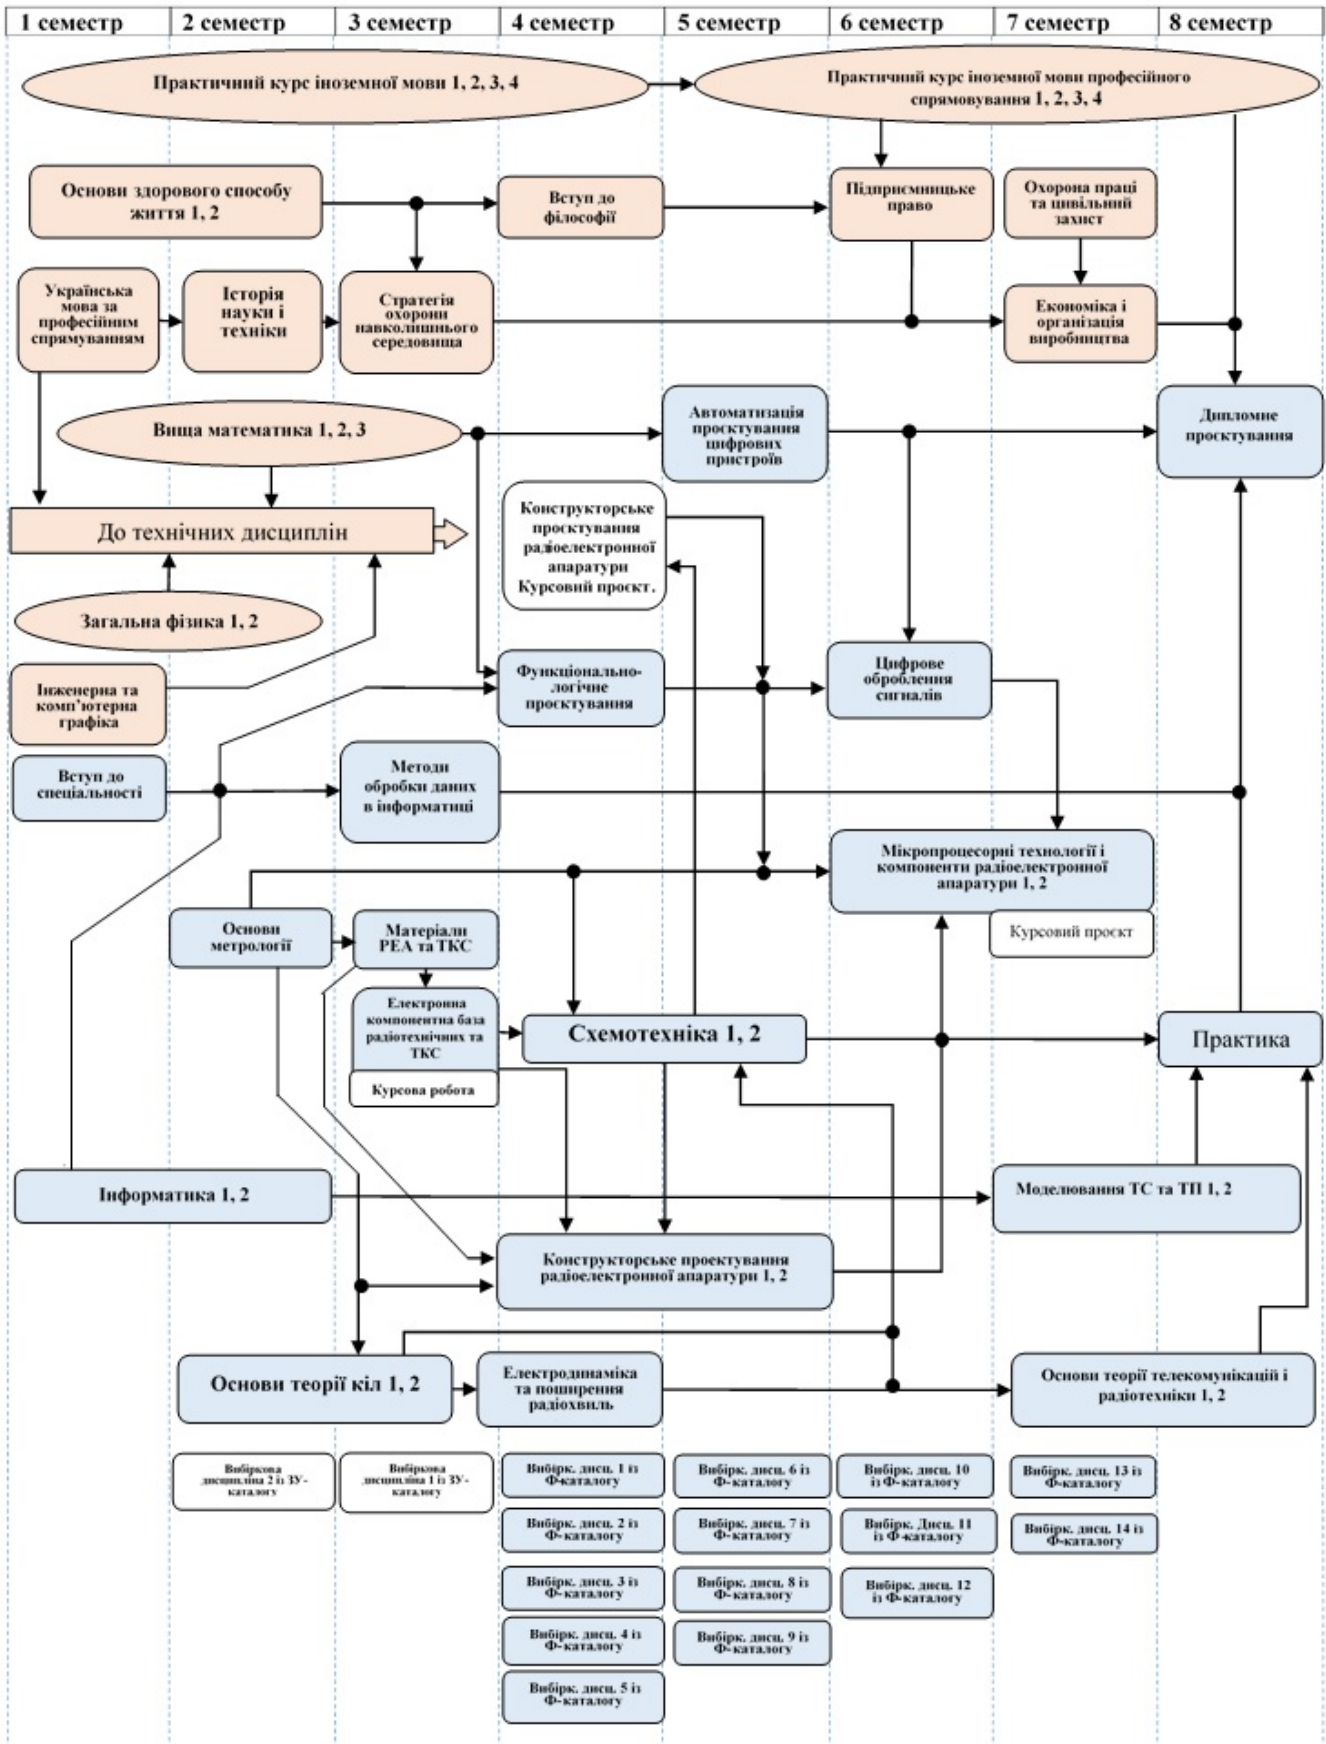 1 семестр
2 семестр
3 семестр
4 семестр
5 семестр
6 семестр
7 семестр
8 семестр
Практичний курс іноземної мови 1, 2, 3, 4
Практичний курс іноземної мови професійного
спрямовування 1, 2, 3, 4
Основи здорового способу
життя 1, 2
Вступ до
філософії
Підприємницьке
право
Охорона праці
та цивільний
захист
Українська
мова за
професійним
спрямуванням
Історія
науки і
техніки
Стратегія
охорони
навколишнього
середовища
Економіка і
організація
виробництва
Вища математика 1, 2, 3
Автоматизація
проєктування
цифрових
пристроїв
Дипломне
проєктування
До технічних дисциплін
Конструкторське
проєктування
радіоелектронної
апаратури
Курсовий проєкт.
Загальна фізика 1, 2
Інженерна та
комп’ютерна
графіка
Функціонально-
логічне
проєктування
Цифрове
оброблення
сигналів
Вступ до
спеціальності
Методи
обробки даних
в інформатиці
Мікропроцесорні технології і
компоненти радіоелектронної
апаратури 1, 2
Курсовий проєкт
Основи
метрології
Матеріали
РЕА та ТКС
Електронна
компонентна база
радіотехнічних та
ТКС
Курсова робота
Схемотехніка 1, 2
Практика
Інформатика 1, 2
Моделювання ТС та ТП 1, 2
Конструкторське проектування
радіоелектронної апаратури 1, 2
Основи теорії кіл 1, 2
Електродинаміка
та поширення
радіохвиль
Основи теорії телекомунікацій і
радіотехніки 1, 2
Вибіркова
дисципліна 2 із ЗУ-
каталогу
Вибіркова
дисципліна 1 із ЗУ-
каталогу
Вибірк. дисц. 1 із
Ф-каталогу
Вибірк. дисц. 6 із
Ф-каталогу
Вибірк. дисц. 10
із Ф-каталогу
Вибірк. дисц. 13 із
Ф-каталогу
Вибірк. дисц. 2 із
Ф-каталогу
Вибірк. дисц. 7 із
Ф-каталогу
Вибірк. Дисц. 11
із Ф-каталогу
Вибірк. дисц. 14 із
Ф-каталогу
Вибірк. дисц. 3 із
Ф-каталогу
Вибірк. дисц. 8 із
Ф-каталогу
Вибірк. дисц. 12
із Ф-каталогу
Вибірк. дисц. 4 із
Ф-каталогу
Вибірк. дисц. 9 із
Ф-каталогу
Вибірк. дисц. 5 із
Ф-каталогу